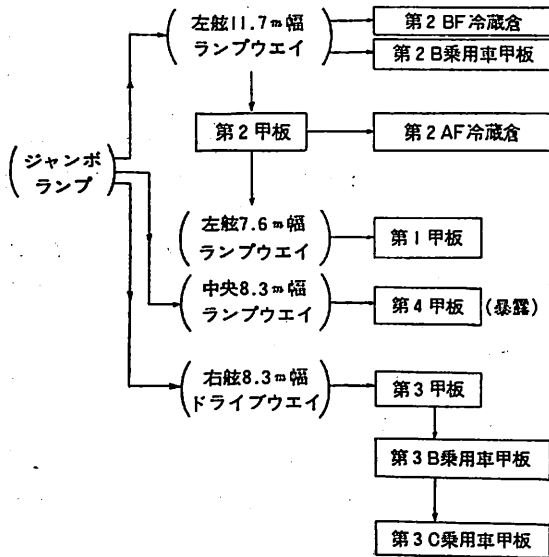 左舷11.7m幅
ランプウエイ
第2BF冷蔵倉
第2B乗用車甲板
第2甲板
第2AF冷蔵倉
ジャンボ
ランプ
左舷7.6m幅
ランプウエイ
第1甲板
中央8.3m幅
ランプウエイ
第4甲板
(暴露)
右舷8.3m幅
ドライブウエイ
第3甲板
第3B乗用車甲板
第3C乗用車甲板